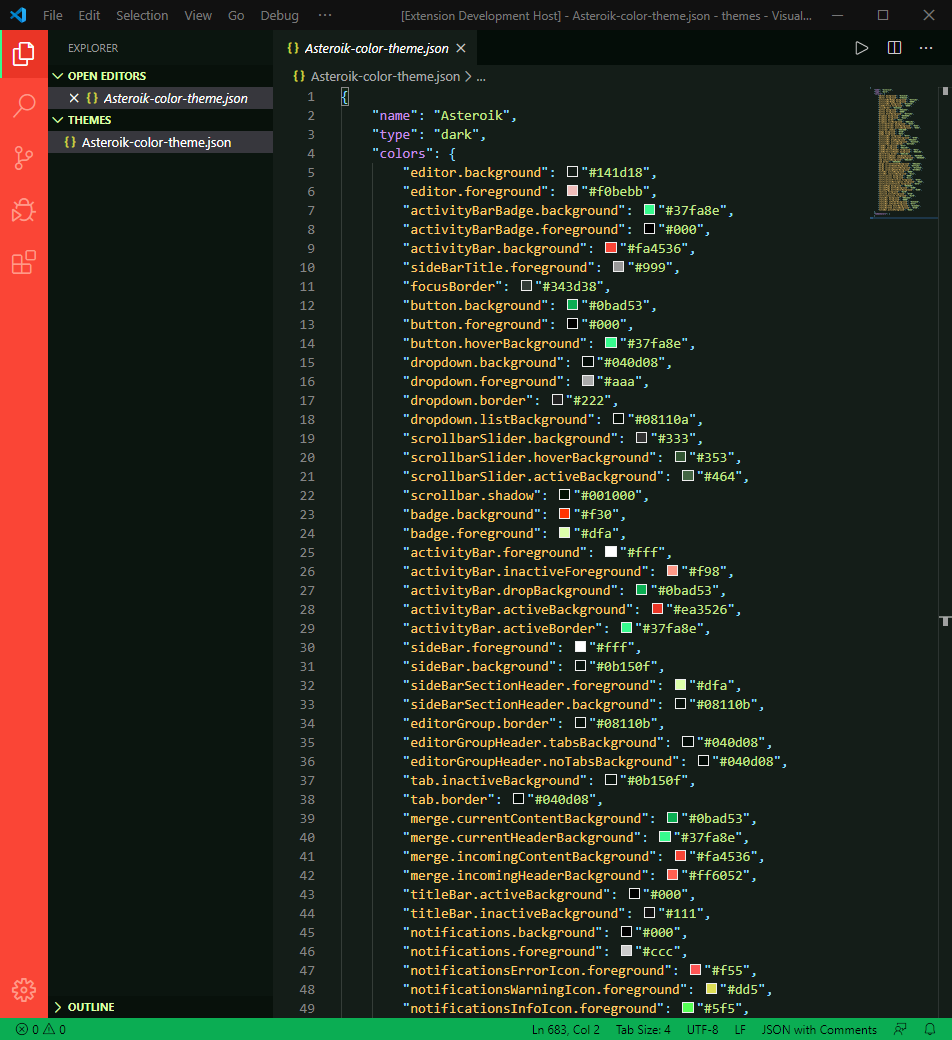 File Edit Selection View Go Debug ··· [Extension Development Host] - Asteroik-color-theme.json - themes - Visual...
EXPLORER
OPEN EDITORS
{} Asteroik-color-theme.json
THEMES
{} Asteroik-color-theme.json
OUTLINE
{} Asteroik-color-theme.json
{} Asteroik-color-theme.json > ...
1 {
2 "name": "Asteroik",
3 "type": "dark",
4 "colors": {
5 "editor.background": "#141d18",
6 "editor.foreground": "#f0bebb",
7 "activityBarBadge.background": "#37fa8e",
8 "activityBarBadge.foreground": "#000",
9 "activityBar.background": "#fa4536",
10 "sideBarTitle.foreground": "#999",
11 "focusBorder": "#343d38",
12 "button.background": "#0bad53",
13 "button.foreground": "#000",
14 "button.hoverBackground": "#37fa8e",
15 "dropdown.background": "#040d08",
16 "dropdown.foreground": "#aaa",
17 "dropdown.border": "#222",
18 "dropdown.listBackground": "#08110a",
19 "scrollbarSlider.background": "#333",
20 "scrollbarSlider.hoverBackground": "#353",
21 "scrollbarSlider.activeBackground": "#464",
22 "scrollbar.shadow": "#001000",
23 "badge.background": "#f30",
24 "badge.foreground": "#dfa",
25 "activityBar.foreground": "#fff",
26 "activityBar.inactiveForeground": "#f98",
27 "activityBar.dropBackground": "#0bad53",
28 "activityBar.activeBackground": "#ea3526",
29 "activityBar.activeBorder": "#37fa8e",
30 "sideBar.foreground": "#fff",
31 "sideBar.background": "#0b150f",
32 "sideBarSectionHeader.foreground": "#dfa",
33 "sideBarSectionHeader.background": "#08110b",
34 "editorGroup.border": "#08110b",
35 "editorGroupHeader.tabsBackground": "#040d08",
36 "editorGroupHeader.noTabsBackground": "#040d08",
37 "tab.inactiveBackground": "#0b150f",
38 "tab.border": "#040d08",
39 "merge.currentContentBackground": "#0bad53",
40 "merge.currentHeaderBackground": "#37fa8e",
41 "merge.incomingContentBackground": "#fa4536",
42 "merge.incomingHeaderBackground": "#ff6052",
43 "titleBar.activeBackground": "#000",
44 "titleBar.inactiveBackground": "#111",
45 "notifications.background": "#000",
46 "notifications.foreground": "#ccc",
47 "notificationsErrorIcon.foreground": "#f55",
48 "notificationsWarningIcon.foreground": "#dd5",
49 "notificationsInfoIcon.foreground": "#5f5",
0 0 Ln 683, Col 2 Tab Size: 4 UTF-8 LF JSON with Comments